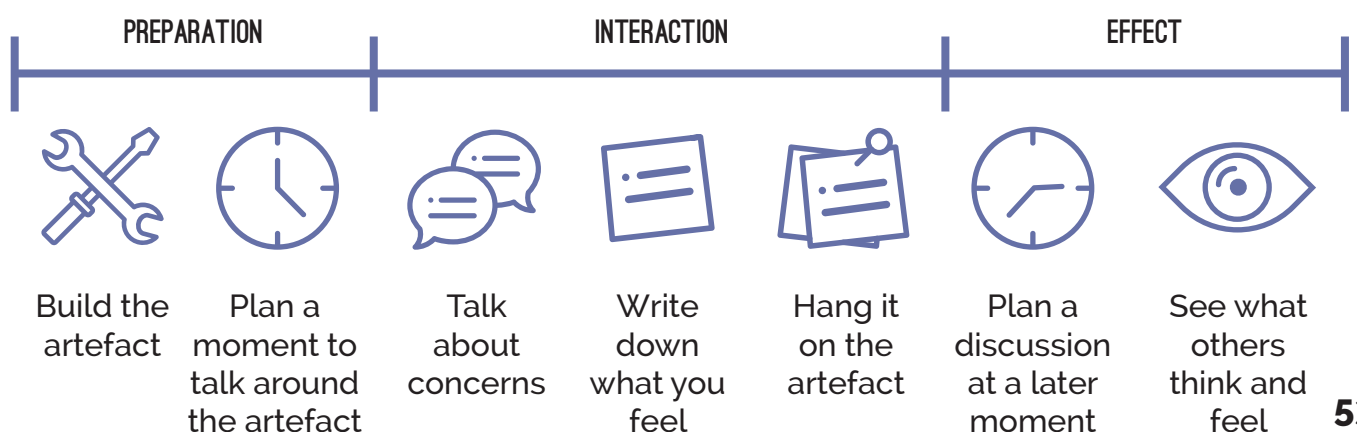 PREPARATION
INTERACTION
EFFECT
Build the
artefact
Plan a
moment to
talk around
the artefact
Talk
about
concerns
Write
down
what you
feel
Hang it
on the
artefact
Plan a
discussion
at a later
moment
See what
others
think and
feel